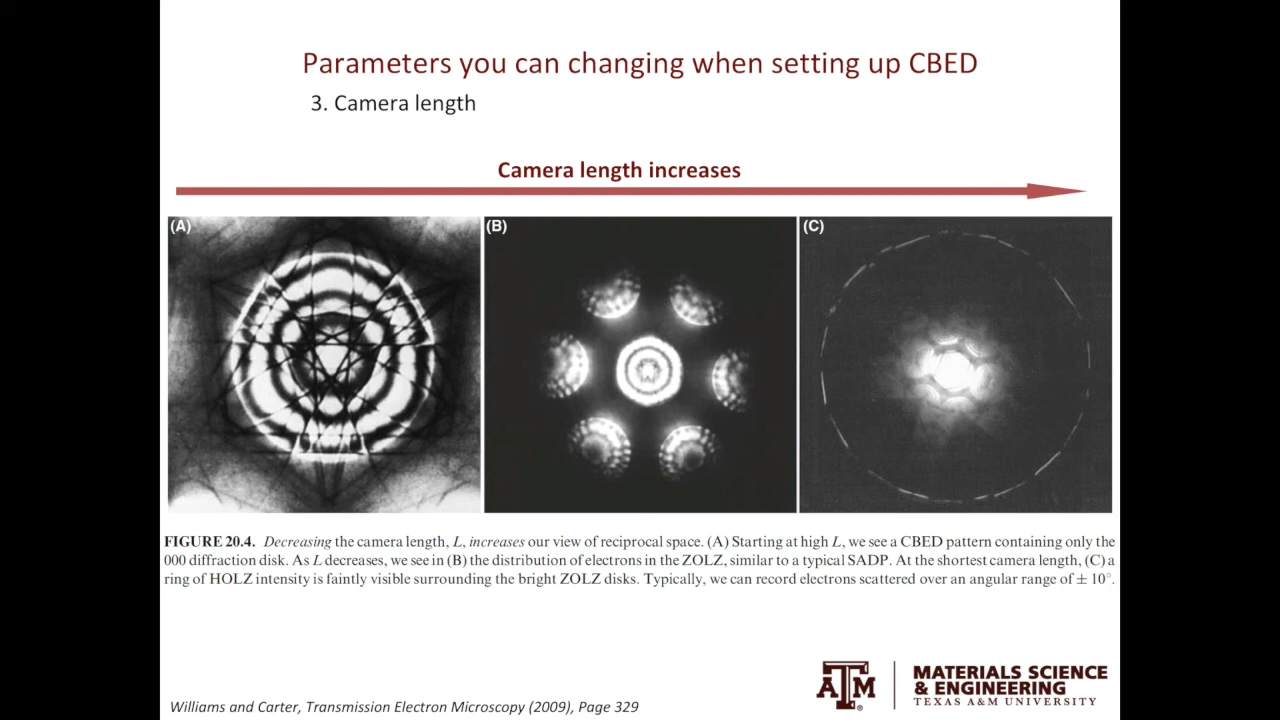 Parameters you can changing when setting up CBED
3. Camera length
Camera length increases
(A)
(B)
(C)
FIGURE 20.4. Decreasing the camera length, L, increases our view of reciprocal space. (A) Starting at high L, we see a CBED pattern containing only the
000 diffraction disk. As L decreases, we see in (B) the distribution of electrons in the ZOLZ, similar to a typical SADP. At the shortest camera length, (C) a
ring of HOLZ intensity is faintly visible surrounding the bright ZOLZ disks. Typically, we can record electrons scattered over an angular range of ± 10°.
ATM
MATERIALS SCIENCE
& ENGINEERING
TEXAS A&M UNIVERSITY
Williams and Carter, Transmission Electron Microscopy (2009), Page 329